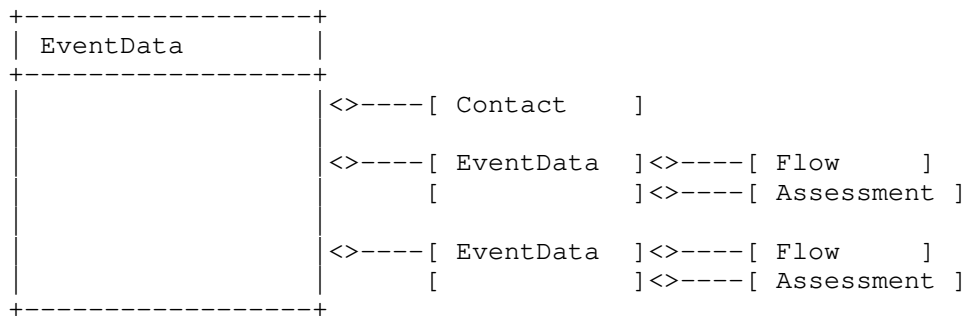 +------------------+
| EventData        |
+------------------+
|                  |<>----[ Contact    ]
|                  |
|                  |<>----[ EventData  ]<>----[ Flow       ]
|                  |      [            ]<>----[ Assessment ]
|                  |
|                  |<>----[ EventData  ]<>----[ Flow       ]
|                  |      [            ]<>----[ Assessment ]
+------------------+